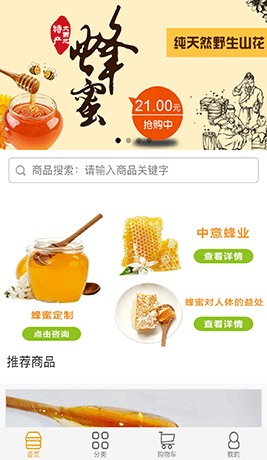 大西北
特产
蜂蜜
纯天然野生山花
21.00元
抢购中
商品搜索：请输入商品关键字
中意蜂业
查看详情
蜂蜜定制
点击咨询
蜂蜜对人体的益处
查看详情
推荐商品
首页
分类
购物车
我的